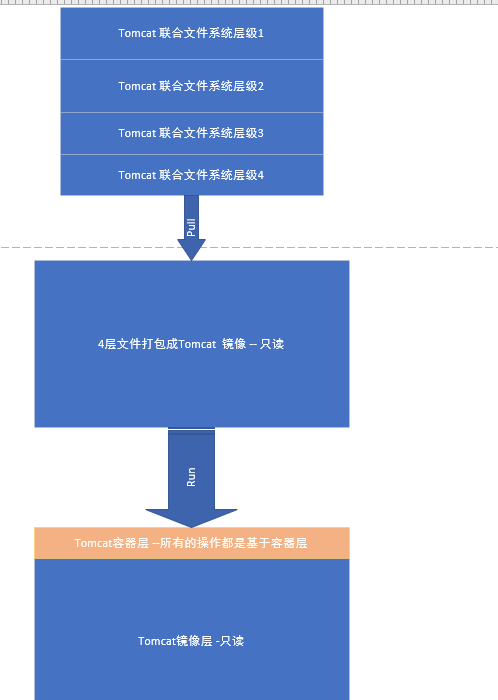 Tomcat 联合文件系统层级1
Tomcat 联合文件系统层级2
Tomcat 联合文件系统层级3
Tomcat 联合文件系统层级4
Pull
4层文件打包成Tomcat 镜像 -- 只读
Run
Tomcat容器层 --所有的操作都是基于容器层
Tomcat镜像层 -只读